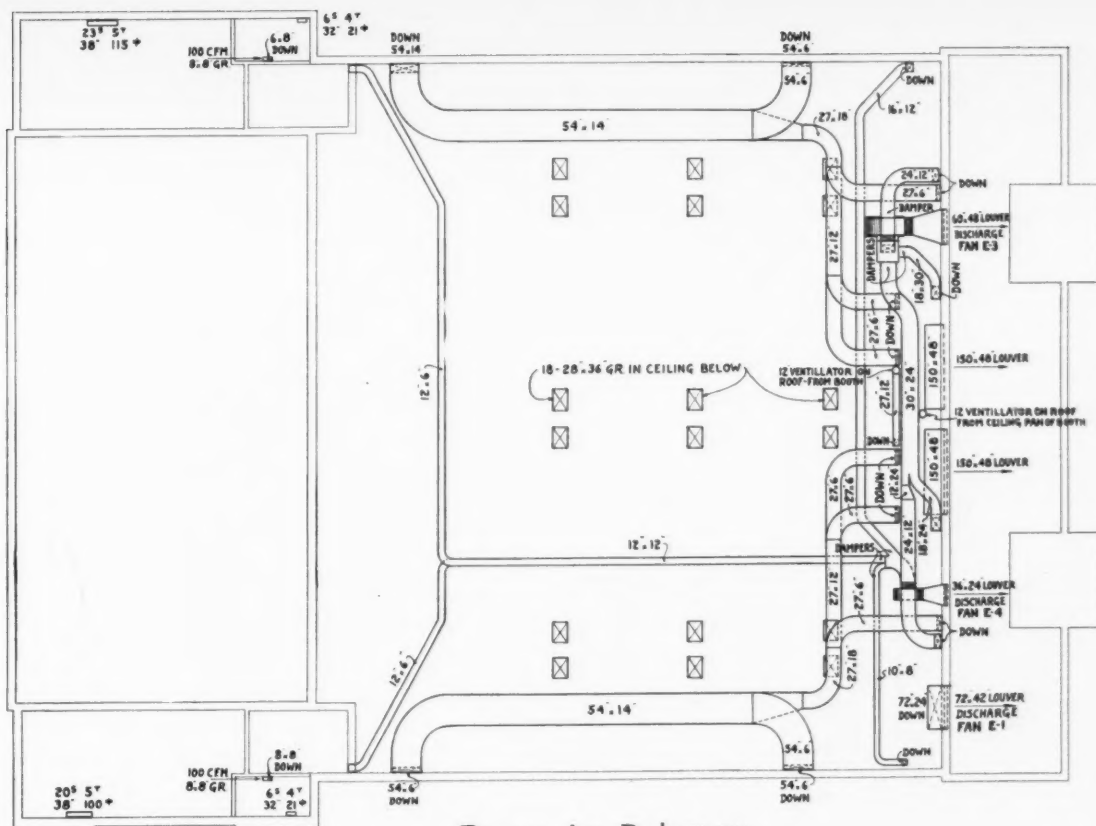 23ˢ 5ᵀ
38" 115#
6ˢ 4ᵀ
32" 21#
6×8"
DOWN
100 CFM
8×8 GR
DOWN
54×14
DOWN
54×6
54×6
DOWN
16"×12"
54"×14"
27"×18"
24×12
27×6
DOWN
DAMPER
60×48 LOUVER
DISCHARGE
FAN E-3
DAMPERS
18×30
DOWN
27×12
27×6
DOWN
12"×6"
18-28"×36 GR IN CEILING BELOW
12 VENTILLATOR ON
ROOF-FROM BOOTH
27×12
30"×24"
150×48"
150×48 LOUVER
12 VENTILLATOR ON ROOF
FROM CEILING PAN OF BOOTH
DOWN
150×48
150×48 LOUVER
27×6
27×6
DOWN
12×24
24×12
18×24
12"×12"
DAMPERS
36×24 LOUVER
DISCHARGE
FAN E-4
DOWN
27×12
27×6
12"×6"
27×18
10×8
72×24
DOWN
72×42 LOUVER
DISCHARGE
FAN E-1
54"×14"
54×6
DOWN
8×8"
DOWN
100 CFM
8×8 GR
20ˢ 5ᵀ
38" 100#
6ˢ 4ᵀ
32" 21#
54×6
DOWN
54×6
DOWN